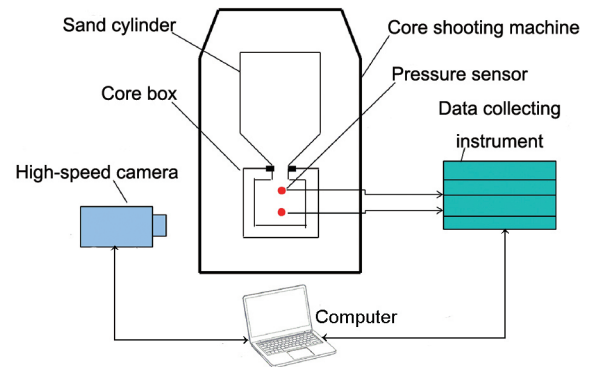 Sand cylinder
Core shooting machine
Pressure sensor
Core box
Data collecting
instrument
High-speed camera
Computer